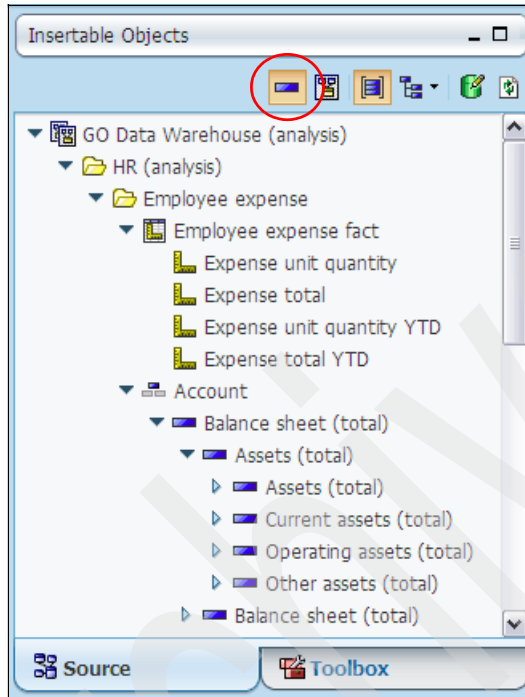 Insertable Objects
GO Data Warehouse (analysis)
HR (analysis)
Employee expense
Employee expense fact
Expense unit quantity
Expense total
Expense unit quantity YTD
Expense total YTD
Account
Balance sheet (total)
Assets (total)
Assets (total)
Current assets (total)
Operating assets (total)
Other assets (total)
Balance sheet (total)
Source Toolbox